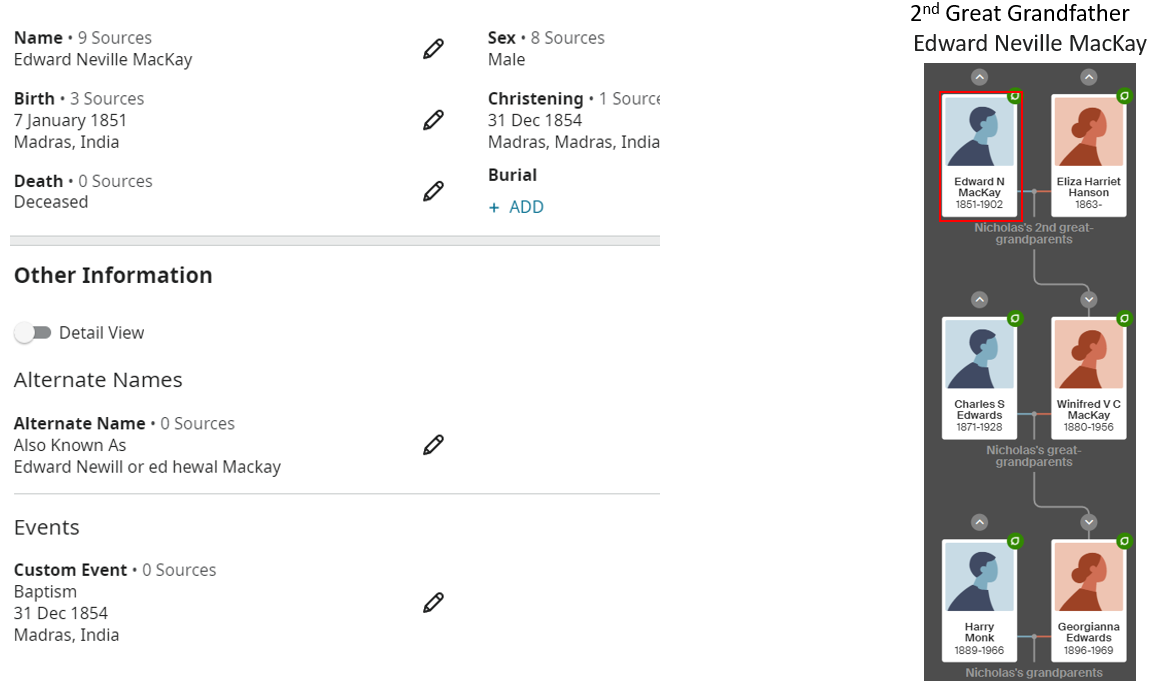 Name • 9 Sources
Edward Neville MacKay
Birth • 3 Sources
7 January 1851
Madras, India
Death • 0 Sources
Deceased
Sex • 8 Sources
Male
Christening • 1 Source
31 Dec 1854
Madras, Madras, India
Burial
+ ADD
Other Information
Detail View
Alternate Names
Alternate Name • 0 Sources
Also Known As
Edward Newill or ed hewal Mackay
Events
Custom Event • 0 Sources
Baptism
31 Dec 1854
Madras, India
2nd Great Grandfather
Edward Neville MacKay
Edward N
MacKay
1851-1902
Eliza Harriet
Hanson
1863-
Nicholas's 2nd great-
grandparents
Charles S
Edwards
1871-1928
Winifred V C
MacKay
1880-1956
Nicholas's great-
grandparents
Harry
Monk
1889-1966
Georgianna
Edwards
1896-1969
Nicholas's grandparents